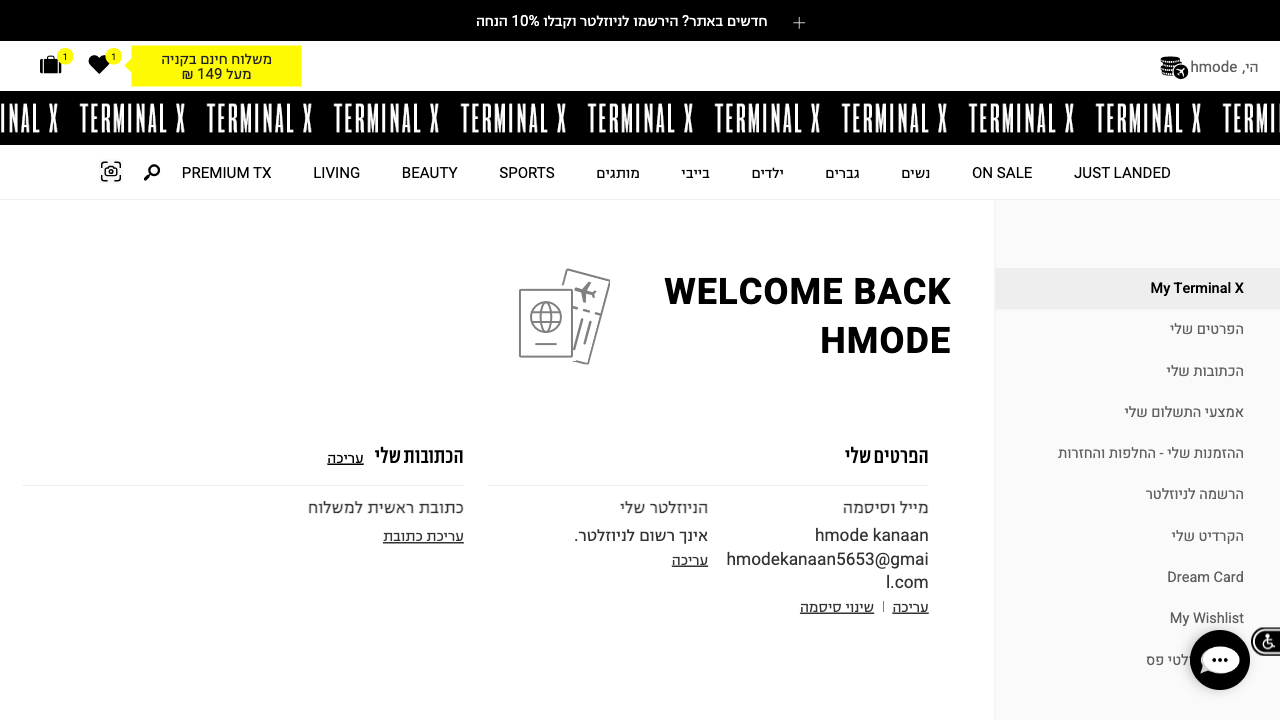 חדשים באתר? הירשמו לניוזלטר וקבלו 10% הנחה
היי, hmode
משלוח חינם בקניה
מעל 149 ₪
1
1
INAL X TERMINAL X TERMINAL X TERMINAL X TERMINAL X TERMINAL X TERMINAL X TERMINAL X TERMINAL X TERMINAL X TERMI
JUST LANDED
ON SALE
נשים
גברים
ילדים
בייבי
מותגים
SPORTS
BEAUTY
LIVING
PREMIUM TX
My Terminal X
הפרטים שלי
הכתובות שלי
אמצעי התשלום שלי
ההזמנות שלי - החלפות והחזרות
הרשמה לניוזלטר
הקרדיט שלי
Dream Card
My Wishlist
לטי פס
WELCOME BACK
HMODE
הפרטים שלי
מייל וסיסמה
hmode kanaan
hmodekanaan5653@gmai
l.com
עריכה | שינוי סיסמה
הניוזלטר שלי
אינך רשום לניוזלטר.
עריכה
הכתובות שלי עריכה
כתובת ראשית למשלוח
עריכת כתובת